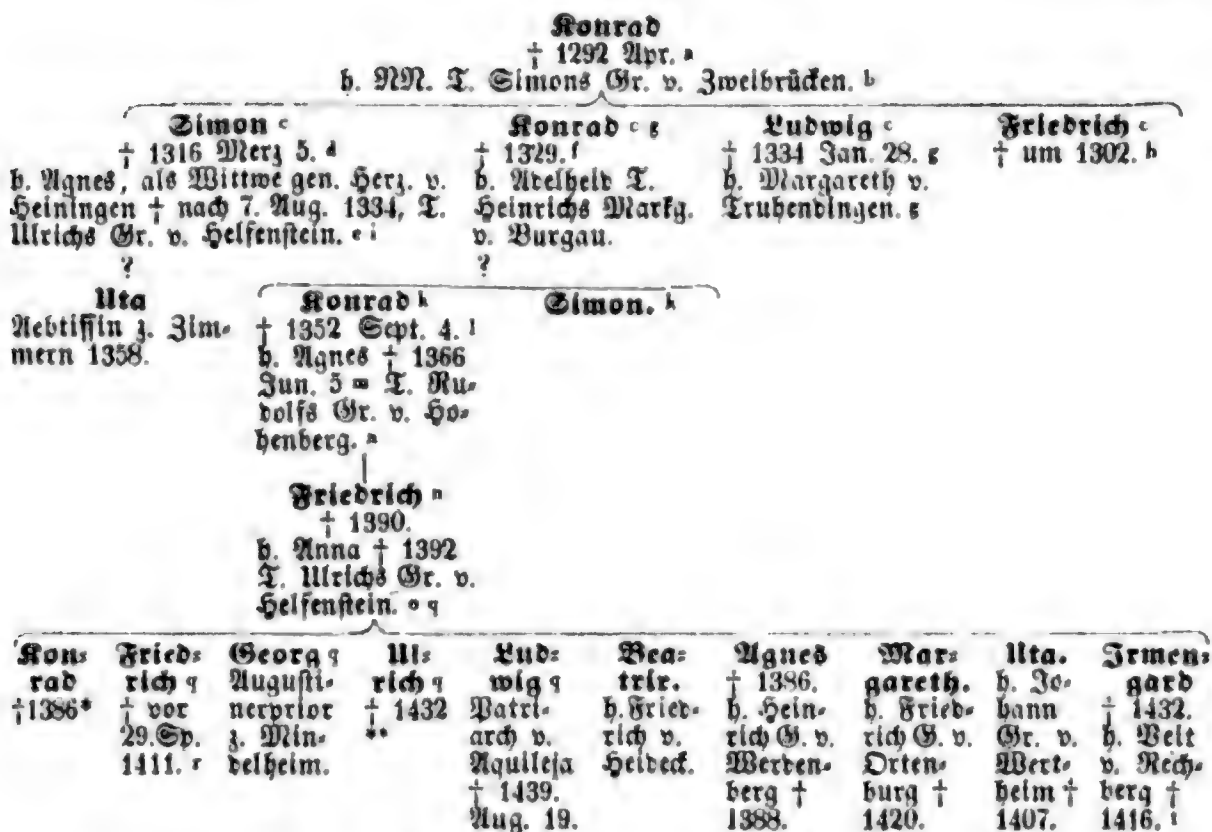 Konrad
† 1292 Apr. a
h. NN. T. Simons Gr. v. Zweibrücken. b
Simon c
† 1316 Merz 5. d
h. Agnes, als Wittwe gen. Herz. v.
Heiningen † nach 7. Aug. 1334, T.
Ulrichs Gr. v. Helfenstein. e i
?
Konrad c g
† 1329. f
h. Adelheid T.
Heinrichs Markg.
v. Burgau.
?
Ludwig c
† 1334 Jan. 28. g
h. Margareth v.
Truhendingen. g
Friedrich c
† um 1302. h
Uta
Aebtissin z. Zim-
mern 1358.
Konrad k
† 1352 Sept. 4. l
h. Agnes † 1366
Jun. 5 m T. Ru-
dolfs Gr. v. Ho-
henberg. n
Simon. k
Friedrich n
† 1390.
h. Anna † 1392
T. Ulrichs Gr. v.
Helfenstein. o q
Kon-
rad
†1386*
Fried-
rich q
† vor
29.Sp.
1411. r
Georg q
Augusti-
nerprior
z. Min-
delheim.
Ul-
rich q
† 1432
**
Lud-
wig q
Patri-
arch v.
Aquileja
† 1439.
Aug. 19.
Bea-
trix.
h. Fried-
rich v.
Heideck.
Agnes
† 1386.
h. Hein-
rich G. v.
Werden-
berg †
1388.
Mar-
gareth.
h. Fried-
rich G. v.
Orten-
burg †
1420.
Uta.
h. Jo-
hann
Gr. v.
Wert-
heim †
1407.
Irmen-
gard
† 1432.
h. Veit
v. Rech-
berg †
1416. s